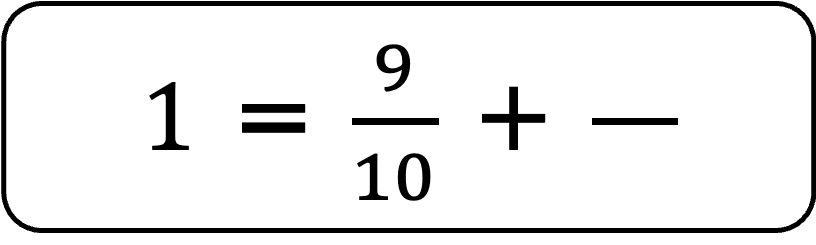 1 = 9/10 + —